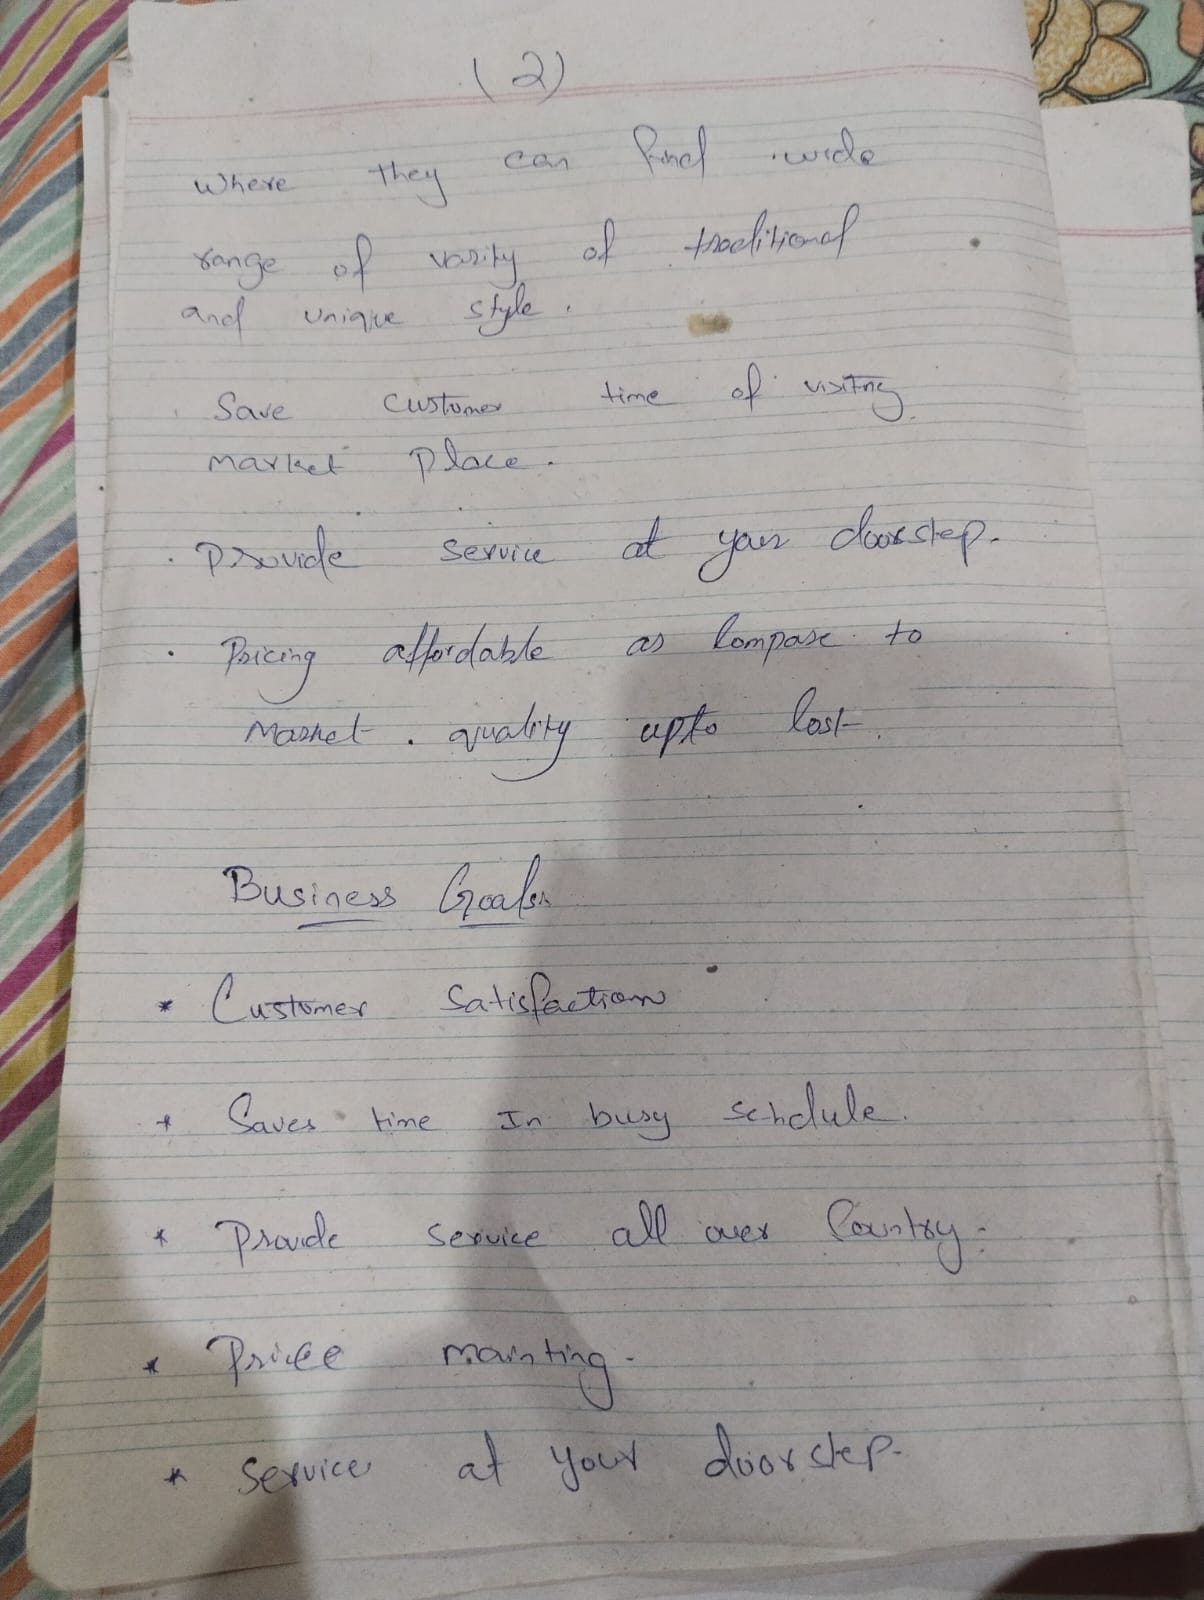 (2)
where they can find wide
range of varity of traditional
and unique style.
Save customer time of visiting
market place.
. Provide service at your doorstep.
. Pricing affordable as Compare to
Market. quality upto last.
Business Goals
* Customer Satisfaction
* Saves time In busy schdule.
* Provide service all over Country.
* Price mainting.
* Service at your doorstep.